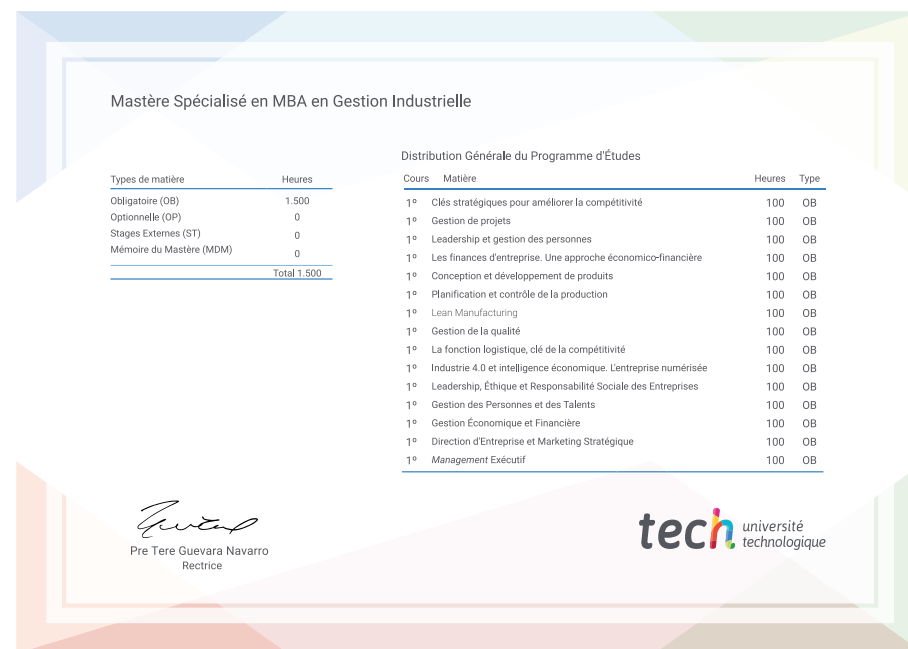 Mastère Spécialisé en MBA en Gestion Industrielle
Types de matière Heures
Obligatoire (OB) 1.500
Optionnelle (OP) 0
Stages Externes (ST) 0
Mémoire du Mastère (MDM) 0
Total 1.500
Distribution Générale du Programme d'Études
Cours Matière Heures Type
1º Clés stratégiques pour améliorer la compétitivité 100 OB
1º Gestion de projets 100 OB
1º Leadership et gestion des personnes 100 OB
1º Les finances d'entreprise. Une approche économico-financière 100 OB
1º Conception et développement de produits 100 OB
1º Planification et contrôle de la production 100 OB
1º Lean Manufacturing 100 OB
1º Gestion de la qualité 100 OB
1º La fonction logistique, clé de la compétitivité 100 OB
1º Industrie 4.0 et intelligence économique. L'entreprise numérisée 100 OB
1º Leadership, Éthique et Responsabilité Sociale des Entreprises 100 OB
1º Gestion des Personnes et des Talents 100 OB
1º Gestion Économique et Financière 100 OB
1º Direction d'Entreprise et Marketing Stratégique 100 OB
1º Management Exécutif 100 OB
Pre Tere Guevara Navarro
Rectrice
tech université
technologique